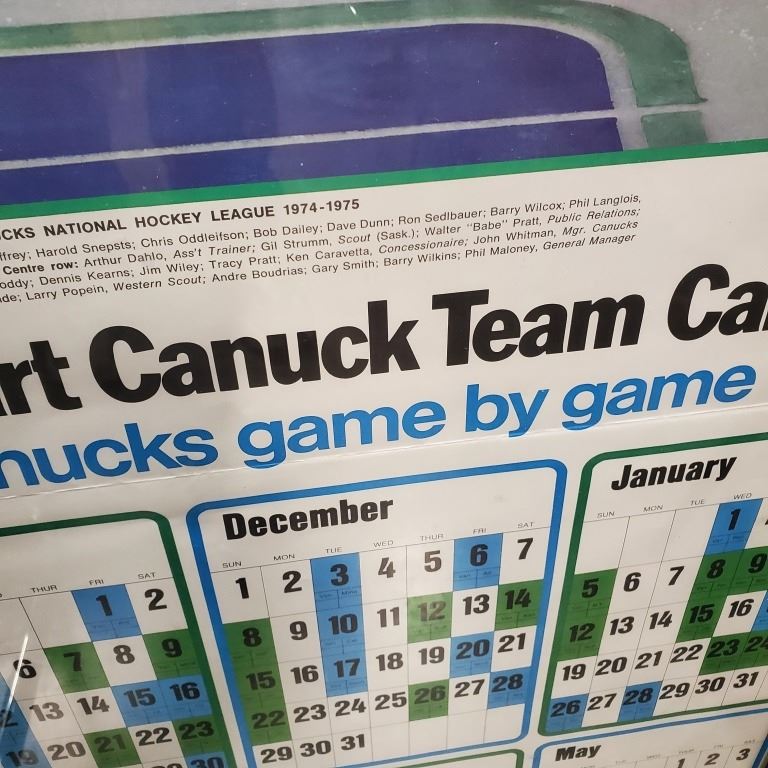 CKS NATIONAL HOCKEY LEAGUE 1974-1975
ffrey; Harold Snepsts; Chris Oddleifson; Bob Dailey; Dave Dunn; Ron Sedlbauer; Barry Wilcox; Phil Langlois,
Centre row: Arthur Dahlo, Ass't Trainer; Gil Strumm, Scout (Sask.); Walter "Babe" Pratt, Public Relations;
oddy; Dennis Kearns; Jim Wiley; Tracy Pratt; Ken Caravetta, Concessionaire; John Whitman, Mgr. Canucks
de; Larry Popein, Western Scout; Andre Boudrias; Gary Smith; Barry Wilkins; Phil Maloney, General Manager
rt Canuck Team Ca
nucks game by game
THUR FRI SAT
1 2
6 7 8 9
13 14 15 16
19 20 21 22 23
30
December
SUN MON TUE WED THUR FRI SAT
1 2 3 4 5 6 7
8 9 10 11 12 13 14
15 16 17 18 19 20 21
22 23 24 25 26 27 28
29 30 31
January
SUN MON TUE WED
1
5 6 7 8 9
12 13 14 15 16
19 20 21 22 23 24
26 27 28 29 30 31
May
THUR FRI SAT
1 2 3